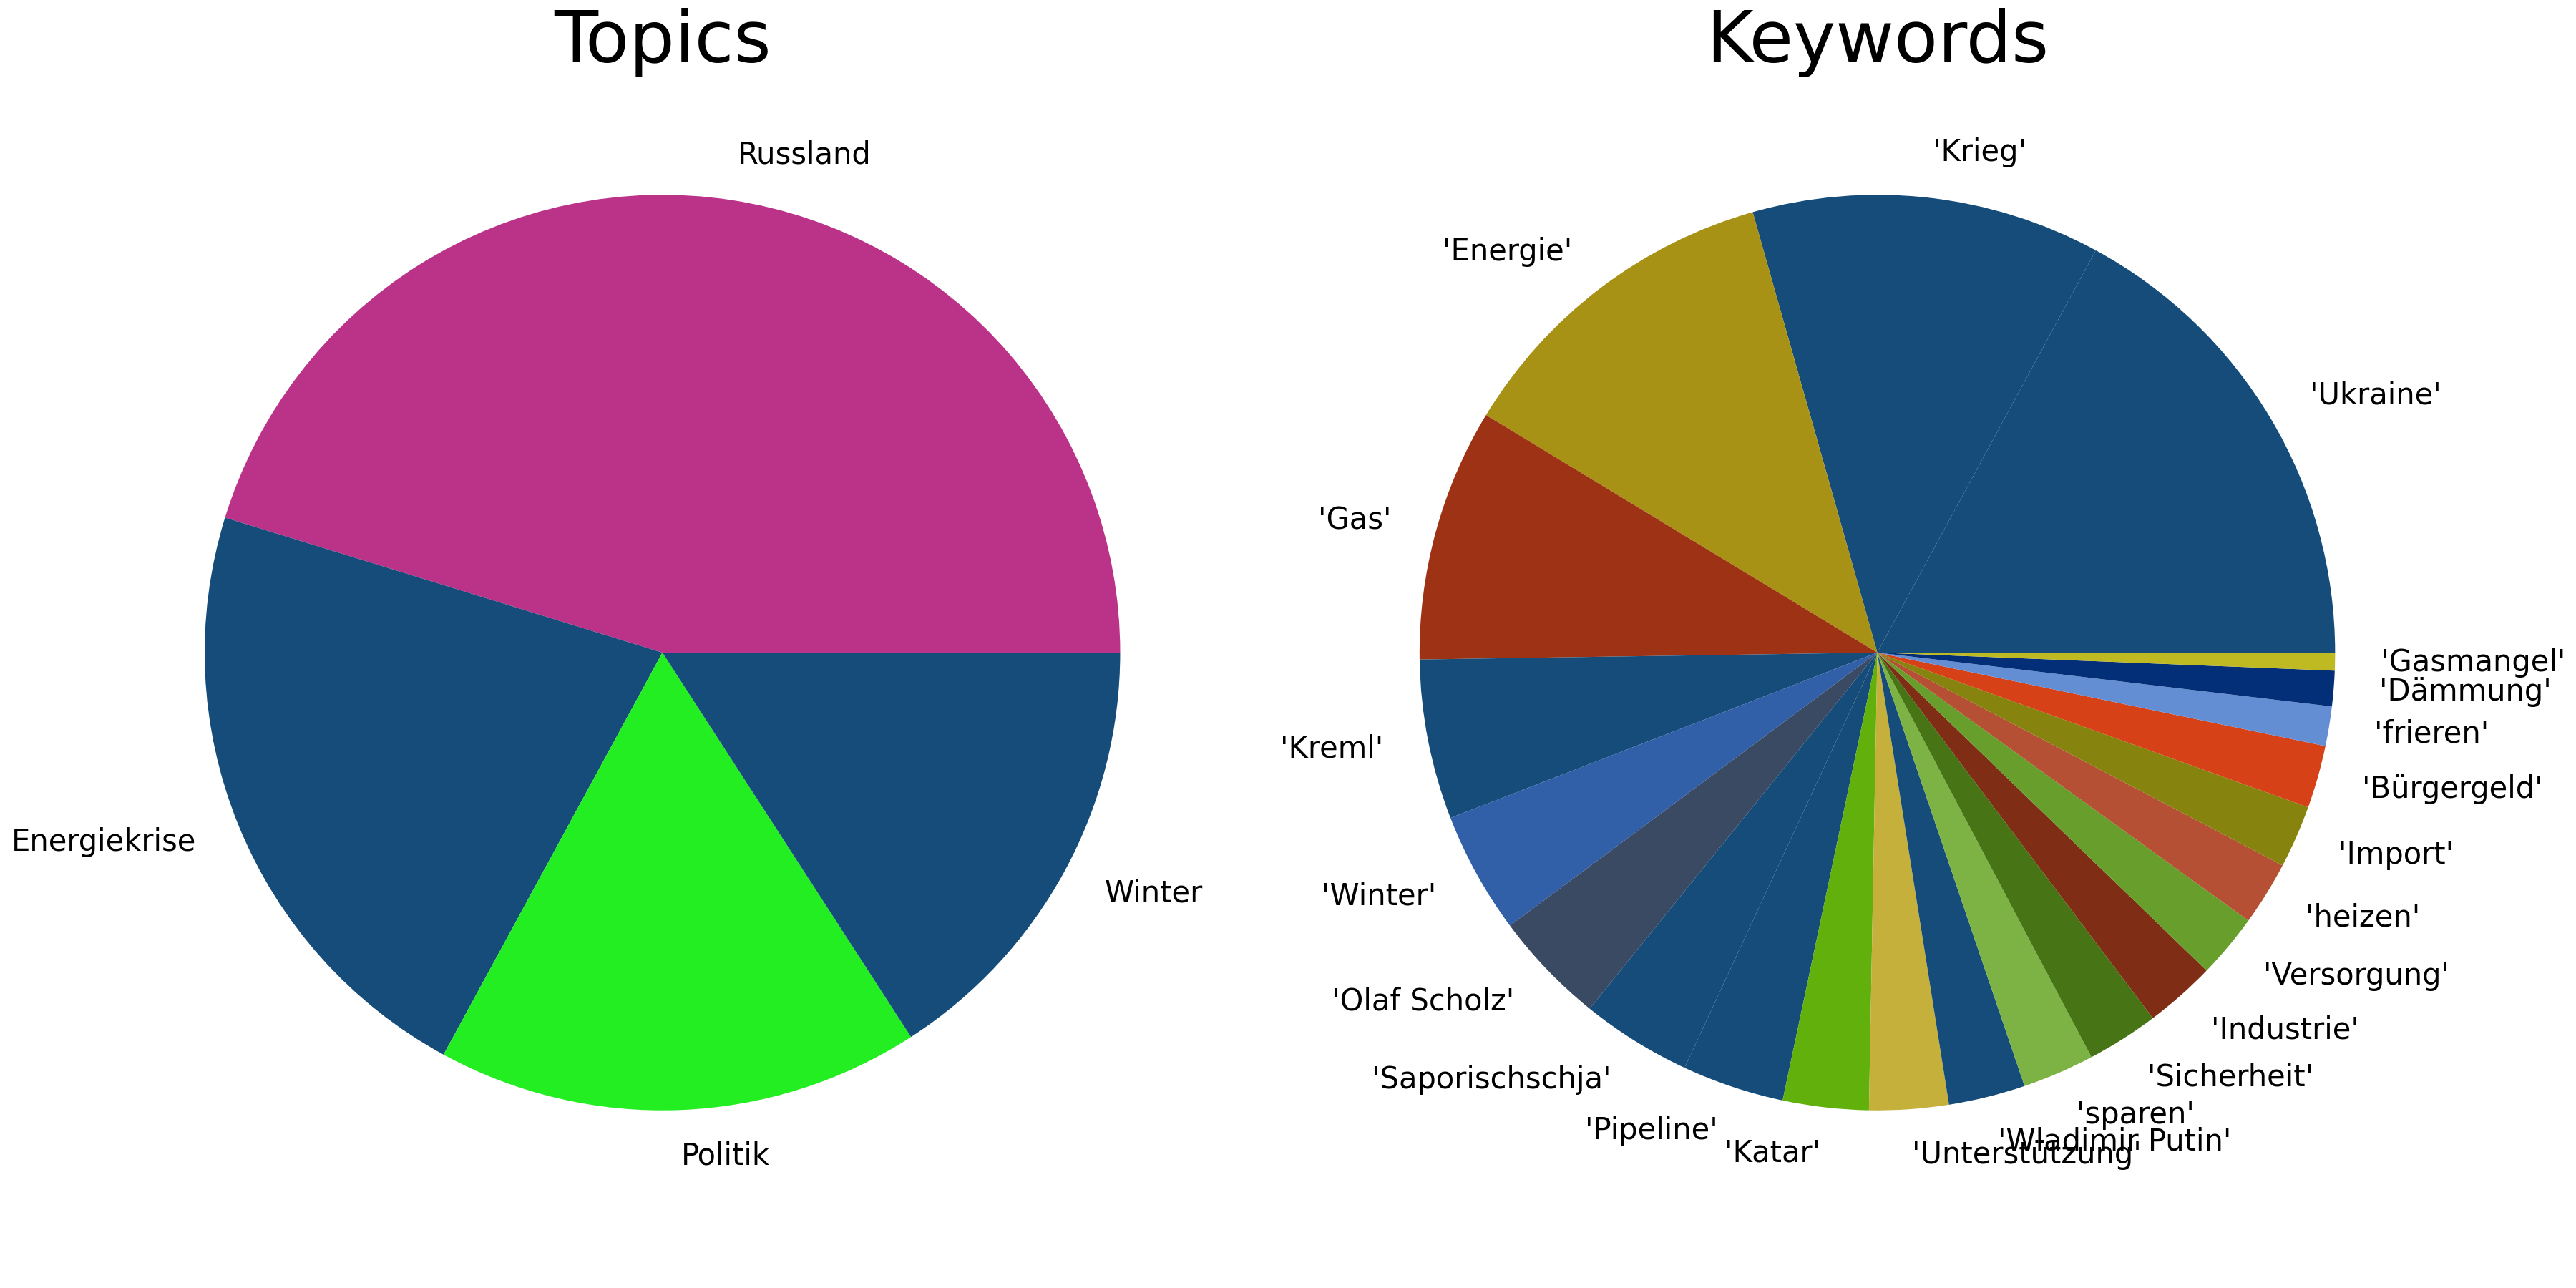 Topics
Russland
Energiekrise
Politik
Winter
Keywords
'Ukraine'
'Krieg'
'Energie'
'Gas'
'Kreml'
'Winter'
'Olaf Scholz'
'Saporischschja'
'Pipeline'
'Katar'
'Unterstützung'
'Wladimir Putin'
'sparen'
'Sicherheit'
'Industrie'
'Versorgung'
'heizen'
'Import'
'Bürgergeld'
'frieren'
'Dämmung'
'Gasmangel'